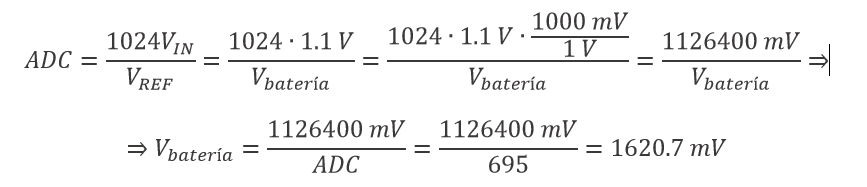 ADC = 1024V_IN / V_REF = 1024 · 1.1 V / V_batería = 1024 · 1.1 V · (1000 mV / 1 V) / V_batería = 1126400 mV / V_batería ⇒
⇒ V_batería = 1126400 mV / ADC = 1126400 mV / 695 = 1620.7 mV